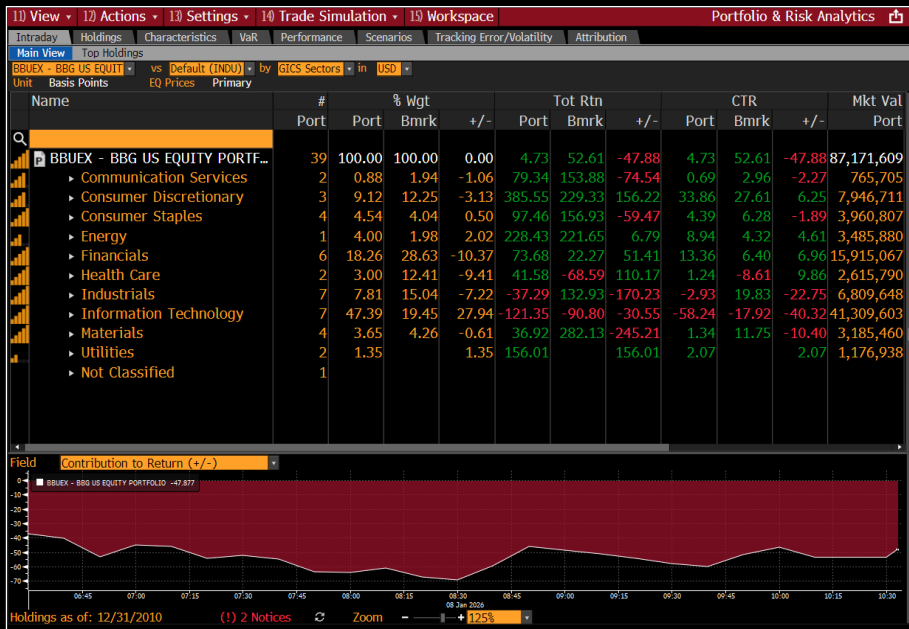 11) View 12) Actions 13) Settings 14) Trade Simulation 15) Workspace Portfolio & Risk Analytics
Intraday Holdings Characteristics VaR Performance Scenarios Tracking Error/Volatility Attribution
Main View Top Holdings
BBUEX - BBG US EQUIT vs Default (INDU) by GICS Sectors in USD
Unit Basis Points EQ Prices Primary
Name # % Wgt Tot Rtn CTR Mkt Val
Port Port Bmrk +/- Port Bmrk +/- Port Bmrk +/- Port
P BBUEX - BBG US EQUITY PORTF... 39 100.00 100.00 0.00 4.73 52.61 -47.88 4.73 52.61 -47.88 87,171,609
Communication Services 2 0.88 1.94 -1.06 79.34 153.88 -74.54 0.69 2.96 -2.27 765,705
Consumer Discretionary 3 9.12 12.25 -3.13 385.55 229.33 156.22 33.86 27.61 6.25 7,946,711
Consumer Staples 4 4.54 4.04 0.50 97.46 156.93 -59.47 4.39 6.28 -1.89 3,960,807
Energy 1 4.00 1.98 2.02 228.43 221.65 6.79 8.94 4.32 4.61 3,485,880
Financials 6 18.26 28.63 -10.37 73.68 22.27 51.41 13.36 6.40 6.96 15,915,067
Health Care 2 3.00 12.41 -9.41 41.58 -68.59 110.17 1.24 -8.61 9.86 2,615,790
Industrials 7 7.81 15.04 -7.22 -37.29 132.93 -170.23 -2.93 19.83 -22.75 6,809,648
Information Technology 7 47.39 19.45 27.94 -121.35 -90.80 -30.55 -58.24 -17.92 -40.32 41,309,603
Materials 4 3.65 4.26 -0.61 36.92 282.13 -245.21 1.34 11.75 -10.40 3,185,460
Utilities 2 1.35 1.35 156.01 156.01 2.07 2.07 1,176,938
Not Classified 1
Field Contribution to Return (+/-)
BBUEX - BBG US EQUITY PORTFOLIO -47.877
0
-10
-20
-30
-40
-50
-60
-70
06:45 07:00 07:15 07:30 07:45 08:00 08:15 08:30 08:45 09:00 09:15 09:30 09:45 10:00 10:15 10:30
08 Jan 2026
Holdings as of: 12/31/2010 (!) 2 Notices Zoom - + 125%